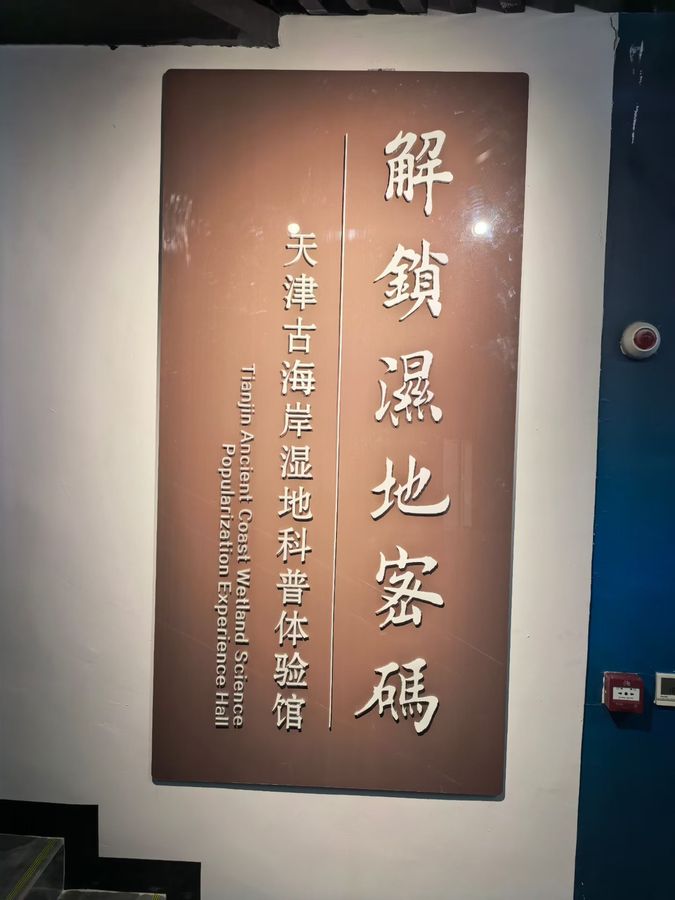 解鎖濕地密碼
天津古海岸湿地科普体验馆
Tianjin Ancient Coast Wetland Science
Popularization Experience Hall